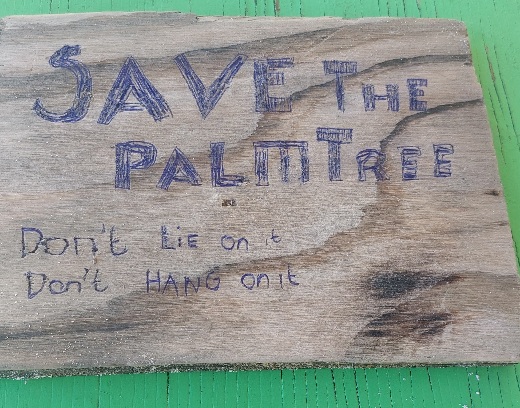 SAVE THE
PALMTREE
Don't LiE on it
Don't HANG on it